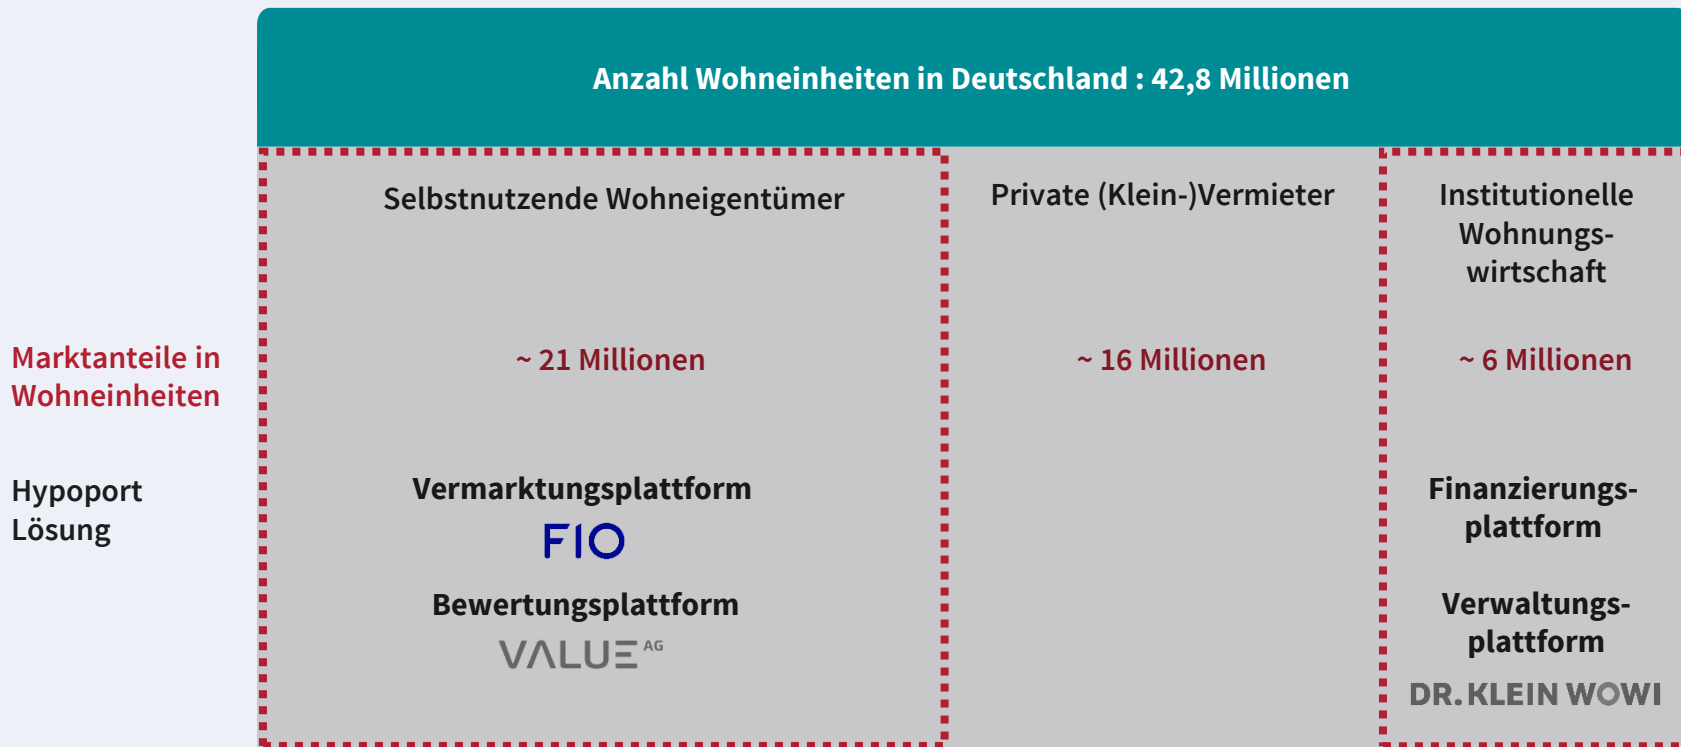 Anzahl Wohneinheiten in Deutschland : 42,8 Millionen
Selbstnutzende Wohneigentümer
Private (Klein-)Vermieter
Institutionelle
Wohnungs-
wirtschaft
Marktanteile in
Wohneinheiten
~ 21 Millionen
~ 16 Millionen
~ 6 Millionen
Hypoport
Lösung
Vermarktungsplattform
FIO
Bewertungsplattform
VALUE AG
Finanzierungs-
plattform
Verwaltungs-
plattform
DR. KLEIN WOWI